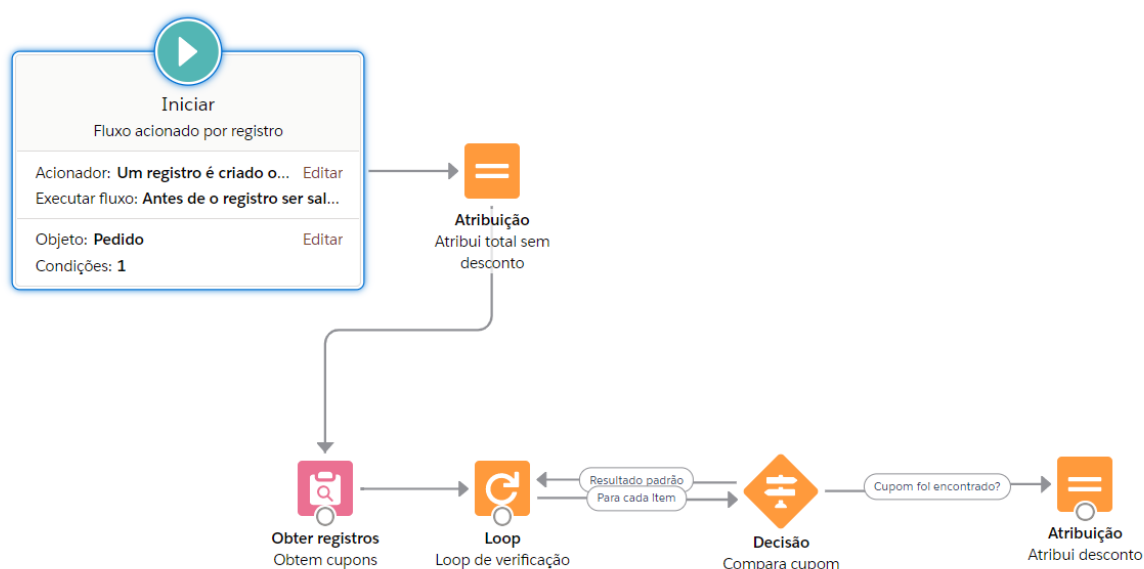 Iniciar
Fluxo acionado por registro
Acionador: Um registro é criado o... Editar
Executar fluxo: Antes de o registro ser sal...
Objeto: Pedido Editar
Condições: 1
Atribuição
Atribui total sem
desconto
Obter registros
Obtem cupons
Loop
Loop de verificação
Resultado padrão
Para cada Item
Decisão
Compara cupom
Cupom foi encontrado?
Atribuição
Atribui desconto